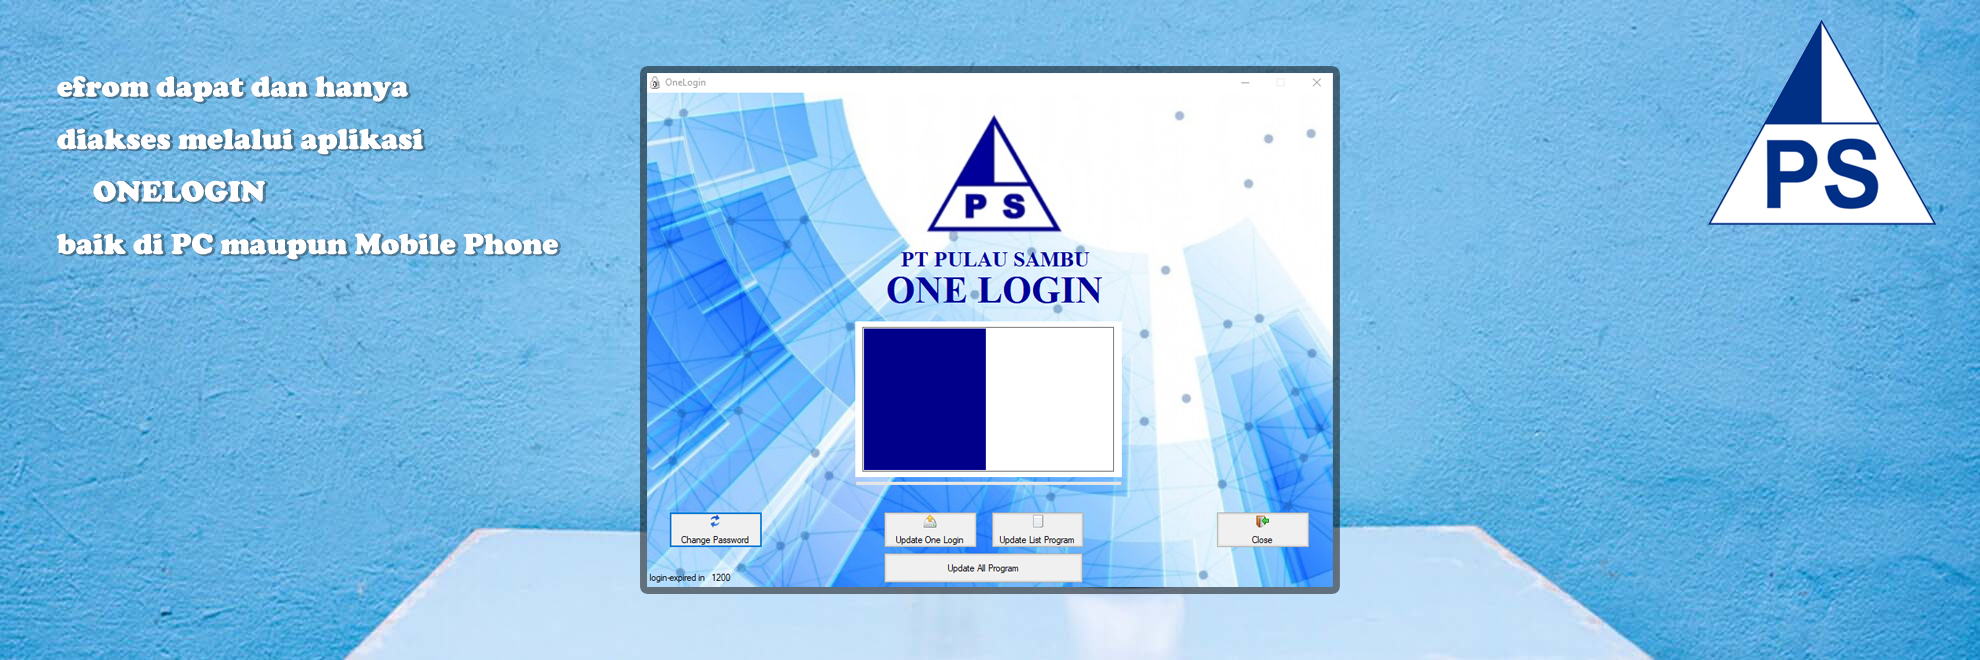 efrom dapat dan hanya
diakses melalui aplikasi
ONELOGIN
baik di PC maupun Mobile Phone
OneLogin
P S
PT PULAU SAMBU
ONE LOGIN
Change Password
Update One Login
Update List Program
Close
Update All Program
login-expired in 1200
PS